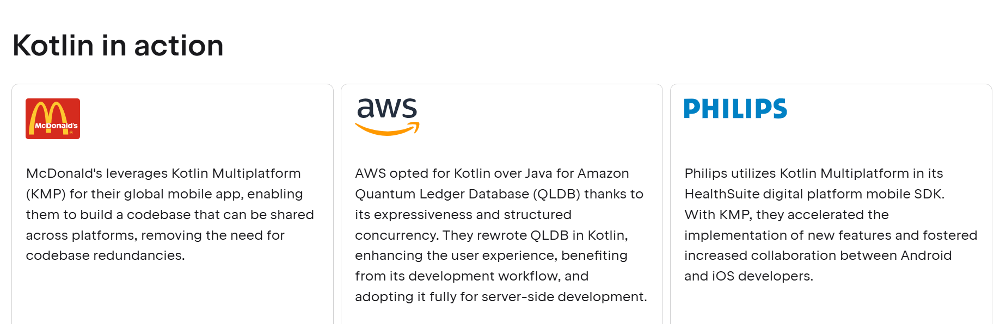 Kotlin in action
McDonald's
®
McDonald's leverages Kotlin Multiplatform
(KMP) for their global mobile app, enabling
them to build a codebase that can be shared
across platforms, removing the need for
codebase redundancies.
aws
AWS opted for Kotlin over Java for Amazon
Quantum Ledger Database (QLDB) thanks to
its expressiveness and structured
concurrency. They rewrote QLDB in Kotlin,
enhancing the user experience, benefiting
from its development workflow, and
adopting it fully for server-side development.
PHILIPS
Philips utilizes Kotlin Multiplatform in its
HealthSuite digital platform mobile SDK.
With KMP, they accelerated the
implementation of new features and fostered
increased collaboration between Android
and iOS developers.